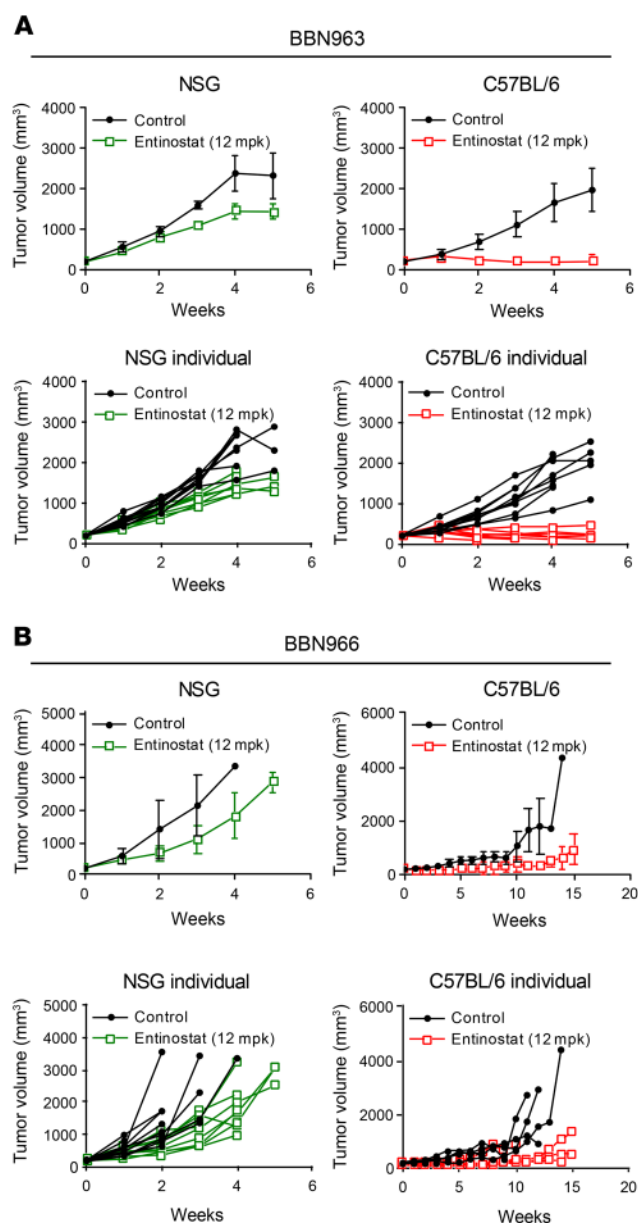 A
BBN963
NSG
Tumor volume (mm³)
4000
3000
2000
1000
0
Control
Entinostat (12 mpk)
0 2 4 6
Weeks
C57BL/6
Tumor volume (mm³)
4000
3000
2000
1000
0
Control
Entinostat (12 mpk)
0 2 4 6
Weeks
NSG individual
Tumor volume (mm³)
4000
3000
2000
1000
0
Control
Entinostat (12 mpk)
0 2 4 6
Weeks
C57BL/6 individual
Tumor volume (mm³)
4000
3000
2000
1000
0
Control
Entinostat (12 mpk)
0 2 4 6
Weeks
B
BBN966
NSG
Tumor volume (mm³)
5000
4000
3000
2000
1000
0
Control
Entinostat (12 mpk)
0 2 4 6
Weeks
C57BL/6
Tumor volume (mm³)
6000
4000
2000
0
Control
Entinostat (12 mpk)
0 5 10 15 20
Weeks
NSG individual
Tumor volume (mm³)
5000
4000
3000
2000
1000
0
Control
Entinostat (12 mpk)
0 2 4 6
Weeks
C57BL/6 individual
Tumor volume (mm³)
6000
4000
2000
0
Control
Entinostat (12 mpk)
0 5 10 15 20
Weeks